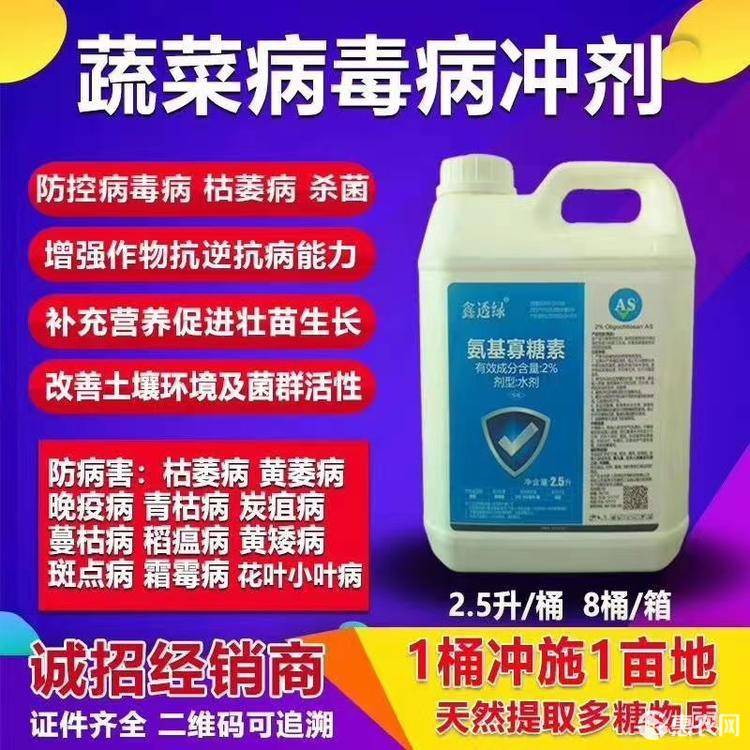 蔬菜病毒病冲剂
防控病毒病 枯萎病 杀菌
增强作物抗逆抗病能力
补充营养促进壮苗生长
改善土壤环境及菌群活性
防病害：枯萎病 黄萎病
晚疫病 青枯病 炭疽病
蔓枯病 稻瘟病 黄矮病
斑点病 霜霉病 花叶小叶病
鑫透绿
AS
2% Oligochitosan AS
氨基寡糖素
有效成分含量:2%
剂型:水剂
净含量:2.5升
2.5升/桶 8桶/箱
诚招经销商
证件齐全 二维码可追溯
1桶冲施1亩地
天然提取多糖物质
惠农网